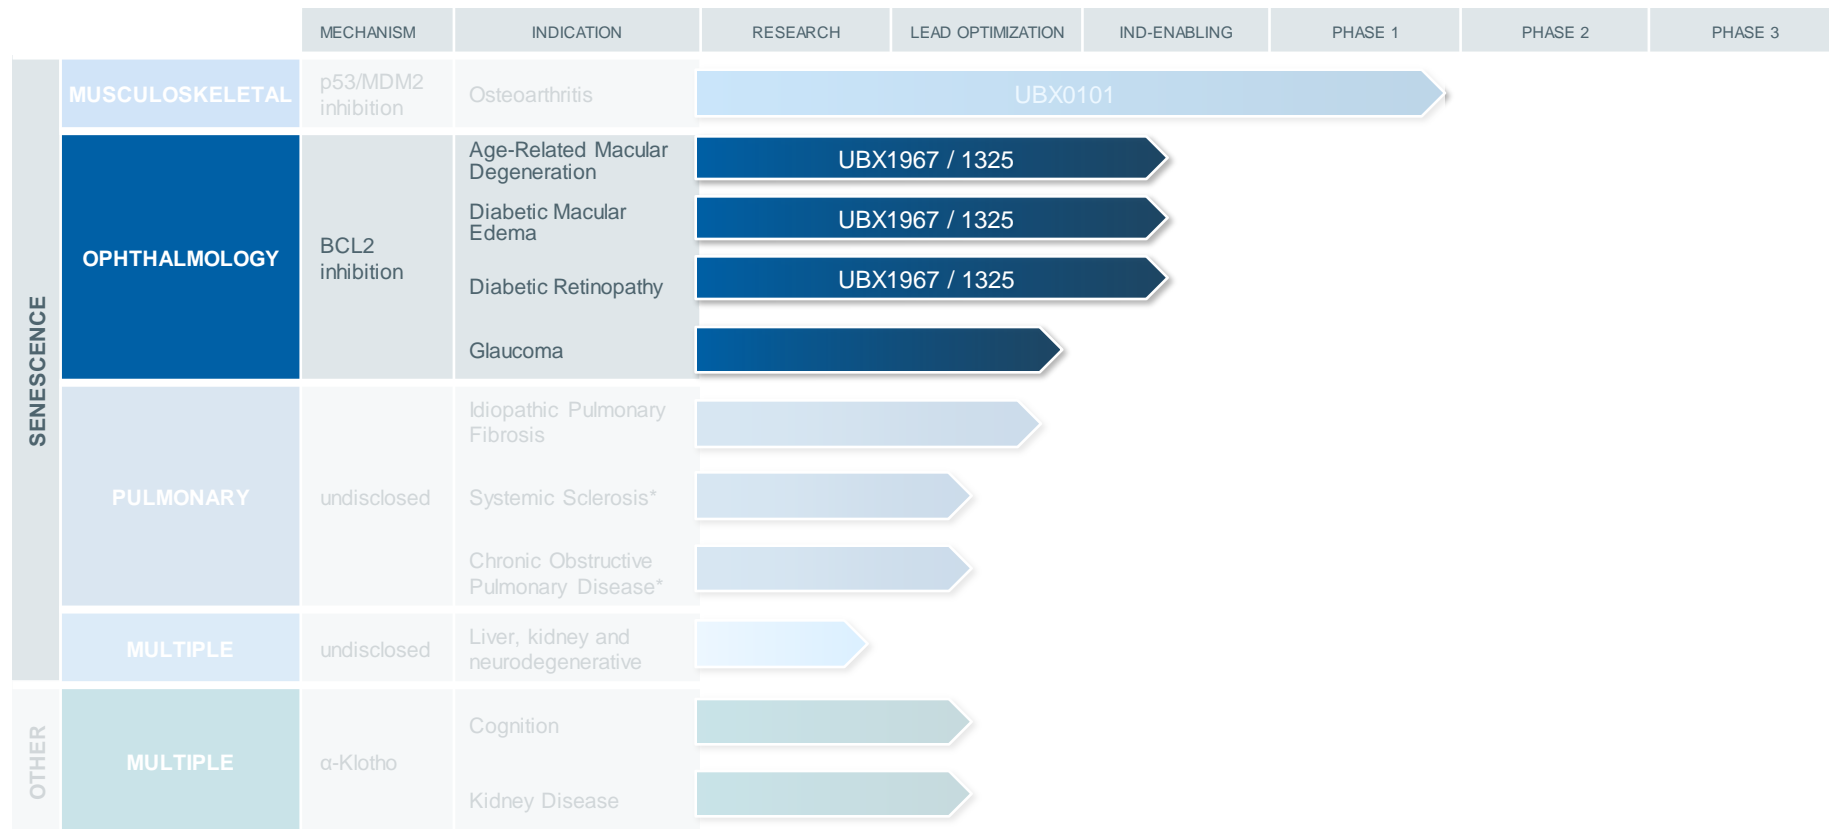 MECHANISM INDICATION RESEARCH LEAD OPTIMIZATION IND-ENABLING PHASE 1 PHASE 2 PHASE 3
SENESCENCE
MUSCULOSKELETAL
p53/MDM2
inhibition
Osteoarthritis
UBX0101
OPHTHALMOLOGY
BCL2
inhibition
Age-Related Macular
Degeneration
UBX1967 / 1325
Diabetic Macular
Edema
UBX1967 / 1325
Diabetic Retinopathy
UBX1967 / 1325
Glaucoma
PULMONARY
undisclosed
Idiopathic Pulmonary
Fibrosis
Systemic Sclerosis*
Chronic Obstructive
Pulmonary Disease*
MULTIPLE
undisclosed
Liver, kidney and
neurodegenerative
OTHER
MULTIPLE
α-Klotho
Cognition
Kidney Disease